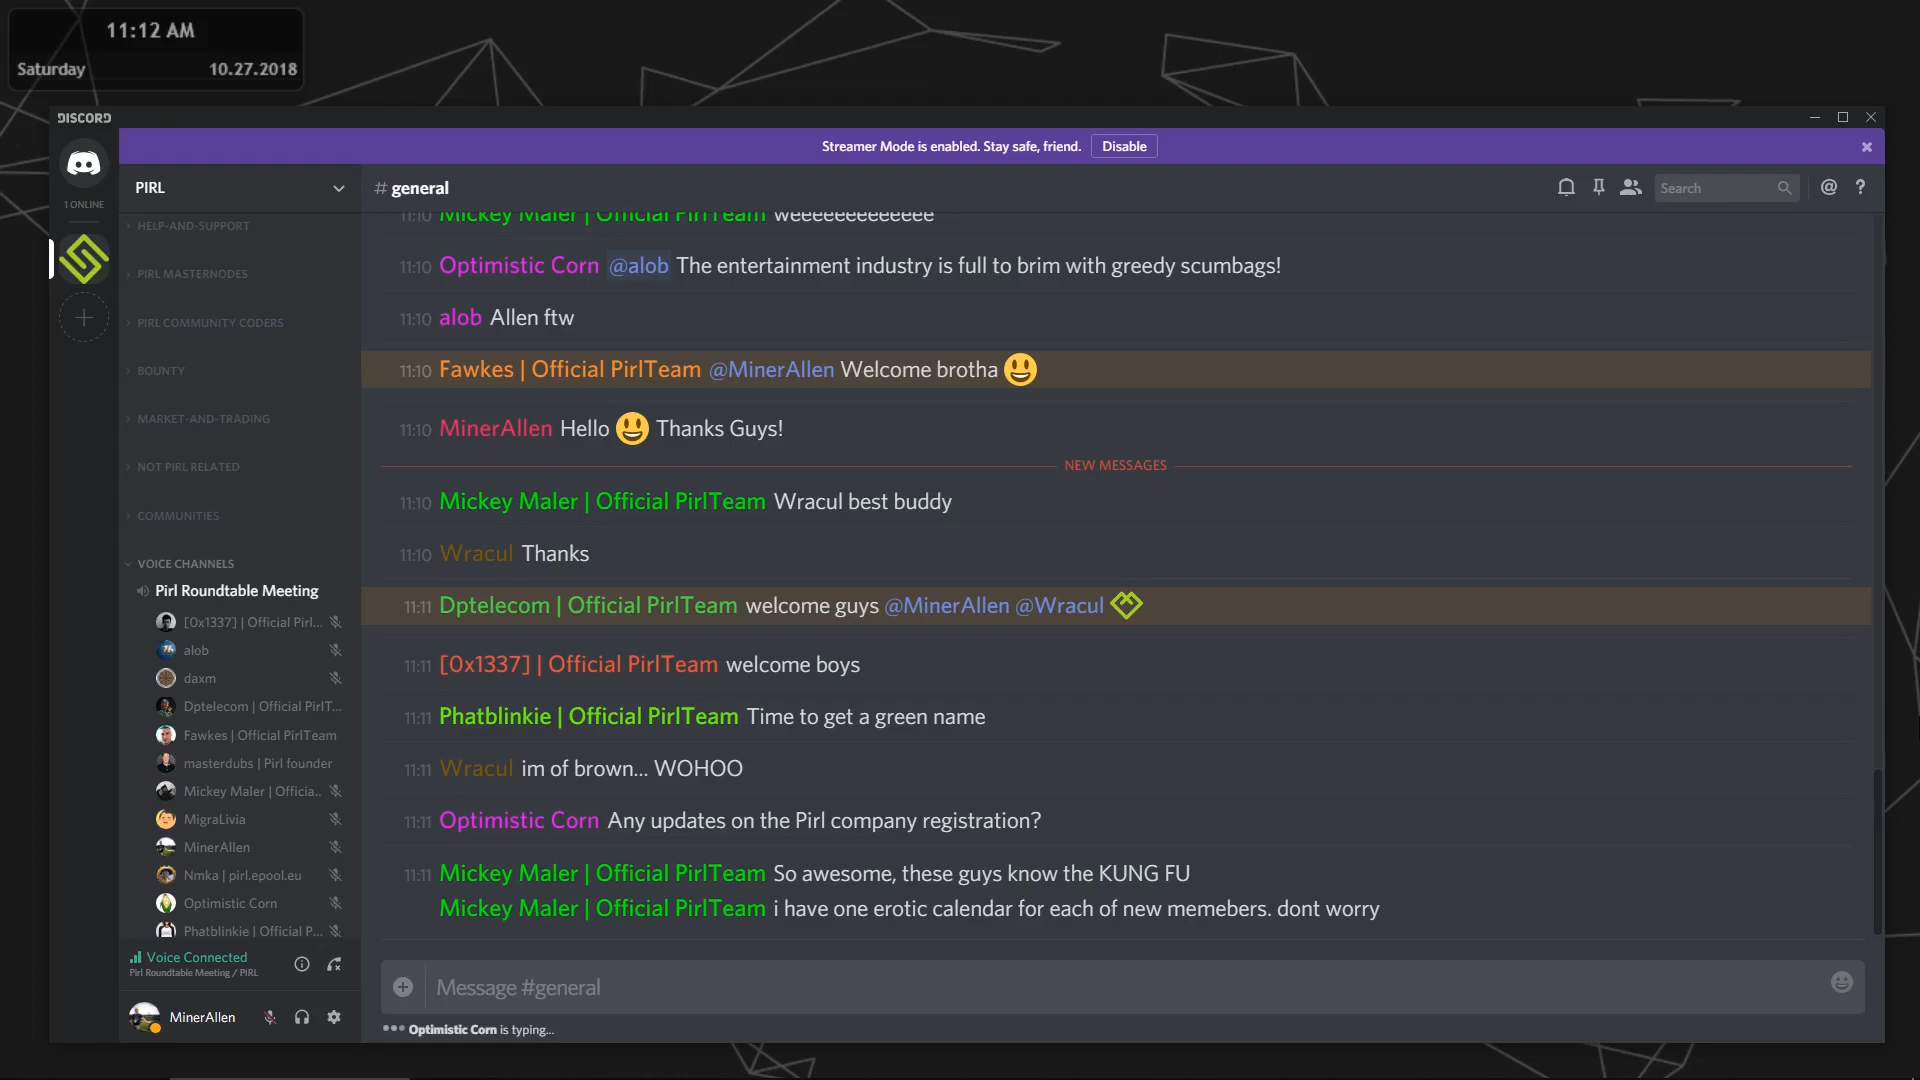 11:12 AM
Saturday 10.27.2018
DISCORD
Streamer Mode is enabled. Stay safe, friend. Disable
1 ONLINE
PIRL
HELP-AND-SUPPORT
PIRL MASTERNODES
PIRL COMMUNITY CODERS
BOUNTY
MARKET-AND-TRADING
NOT PIRL RELATED
COMMUNITIES
VOICE CHANNELS
Pirl Roundtable Meeting
[0x1337] | Official Pirl...
alob
daxm
Dptelecom | Official PirlT...
Fawkes | Official PirlTeam
masterdubs | Pirl founder
Mickey Maler | Officia...
MigraLivia
MinerAllen
Nmka | pirl.epool.eu
Optimistic Corn
Phatblinkie | Official P...
Voice Connected
Pirl Roundtable Meeting / PIRL
MinerAllen
# general
Search
@ ?
11:10 Mickey Maler | Official PirlTeam weeeeeeeeeeeee
11:10 Optimistic Corn @alob The entertainment industry is full to brim with greedy scumbags!
11:10 alob Allen ftw
11:10 Fawkes | Official PirlTeam @MinerAllen Welcome brotha 😃
11:10 MinerAllen Hello 😃 Thanks Guys!
NEW MESSAGES
11:10 Mickey Maler | Official PirlTeam Wracul best buddy
11:10 Wracul Thanks
11:11 Dptelecom | Official PirlTeam welcome guys @MinerAllen @Wracul
11:11 [0x1337] | Official PirlTeam welcome boys
11:11 Phatblinkie | Official PirlTeam Time to get a green name
11:11 Wracul im of brown... WOHOO
11:11 Optimistic Corn Any updates on the Pirl company registration?
11:11 Mickey Maler | Official PirlTeam So awesome, these guys know the KUNG FU
Mickey Maler | Official PirlTeam i have one erotic calendar for each of new memebers. dont worry
Message #general
Optimistic Corn is typing...